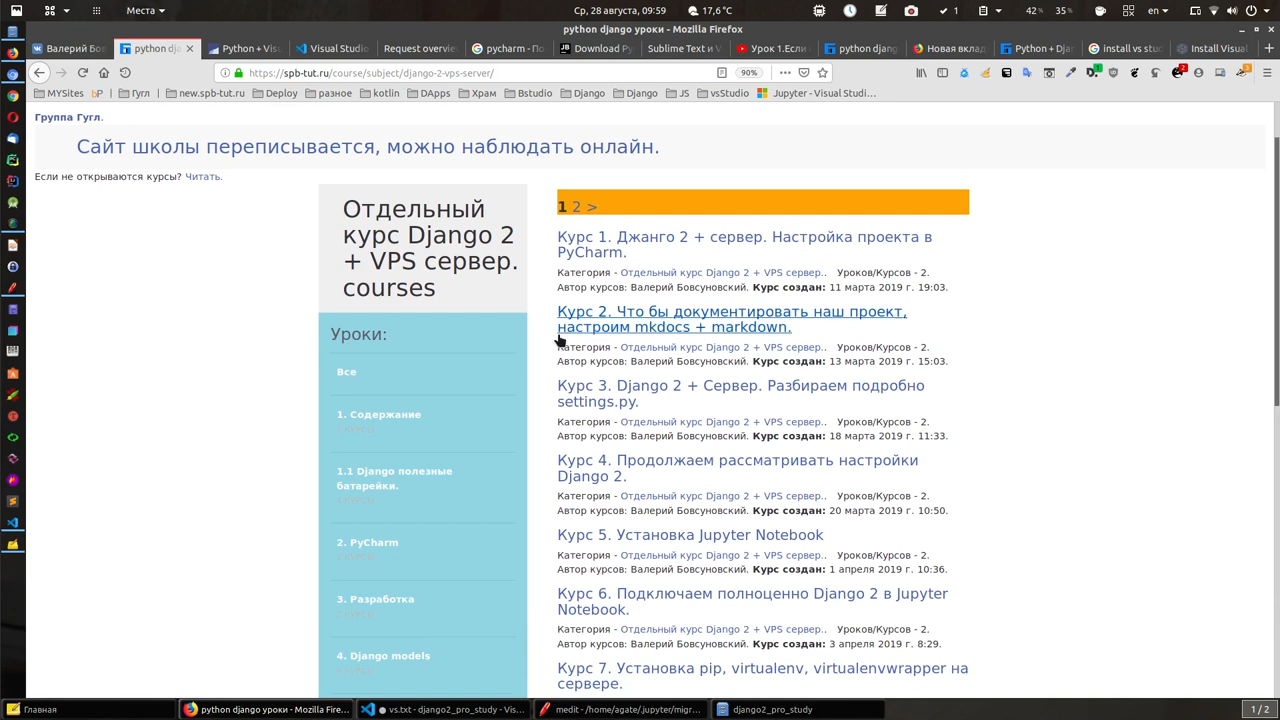 Места
Ср, 28 августа, 09:59
17,6°C
100%
1
42%
35%
en
python django уроки - Mozilla Firefox
Валерий Бов
python dj
Python + Vis
Visual Studio
Request overvie
pycharm - По
Download Py
Sublime Text и V
Урок 1.Если
python djang
Новая вклад
Python + Dj
install vs stud
Install Visual
https://spb-tut.ru/course/subject/django-2-vps-server/
90%
MYSites
Гугл
new.spb-tut.ru
Deploy
разное
kotlin
DApps
Храм
Bstudio
Django
Django
JS
vsStudio
Jupyter - Visual Studi...
Группа Гугл.
Сайт школы переписывается, можно наблюдать онлайн.
Если не открываются курсы? Читать.
Отдельный
курс Django 2
+ VPS сервер.
courses
Уроки:
Все
1. Содержание
1.1 Django полезные
батарейки.
2. PyCharm
3. Разработка
4. Django models
1 2 >
Курс 1. Джанго 2 + сервер. Настройка проекта в
PyCharm.
Категория - Отдельный курс Django 2 + VPS сервер.. Уроков/Курсов - 2.
Автор курсов: Валерий Бовсуновский. Курс создан: 11 марта 2019 г. 19:03.
Курс 2. Что бы документировать наш проект,
настроим mkdocs + markdown.
Категория - Отдельный курс Django 2 + VPS сервер.. Уроков/Курсов - 2.
Автор курсов: Валерий Бовсуновский. Курс создан: 13 марта 2019 г. 15:03.
Курс 3. Django 2 + Сервер. Разбираем подробно
settings.py.
Категория - Отдельный курс Django 2 + VPS сервер.. Уроков/Курсов - 2.
Автор курсов: Валерий Бовсуновский. Курс создан: 18 марта 2019 г. 11:33.
Курс 4. Продолжаем рассматривать настройки
Django 2.
Категория - Отдельный курс Django 2 + VPS сервер.. Уроков/Курсов - 2.
Автор курсов: Валерий Бовсуновский. Курс создан: 20 марта 2019 г. 10:50.
Курс 5. Установка Jupyter Notebook
Категория - Отдельный курс Django 2 + VPS сервер.. Уроков/Курсов - 2.
Автор курсов: Валерий Бовсуновский. Курс создан: 1 апреля 2019 г. 10:36.
Курс 6. Подключаем полноценно Django 2 в Jupyter
Notebook.
Категория - Отдельный курс Django 2 + VPS сервер.. Уроков/Курсов - 2.
Автор курсов: Валерий Бовсуновский. Курс создан: 3 апреля 2019 г. 8:29.
Курс 7. Установка pip, virtualenv, virtualenvwrapper на
сервере.
Главная
python django уроки - Mozilla Firef...
vs.txt - django2_pro_study - Vis...
medit - /home/agate/.jupyter/migr...
django2_pro_study
1 / 2